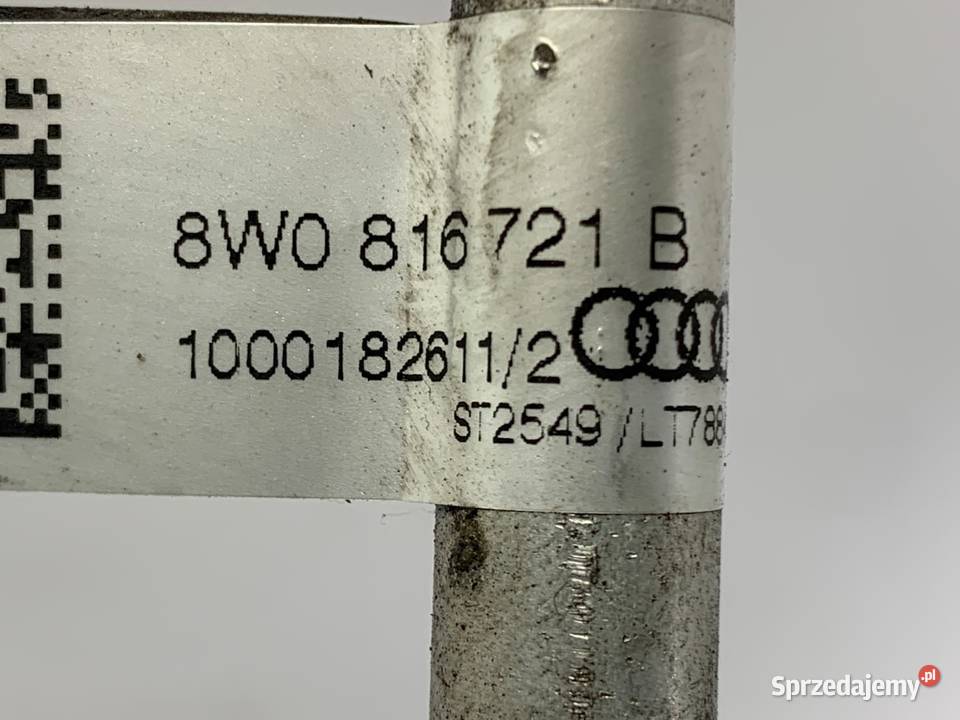 8W0 816 721 B
1000182611/2
ST2549 /LT788
Sprzedajemy.pl